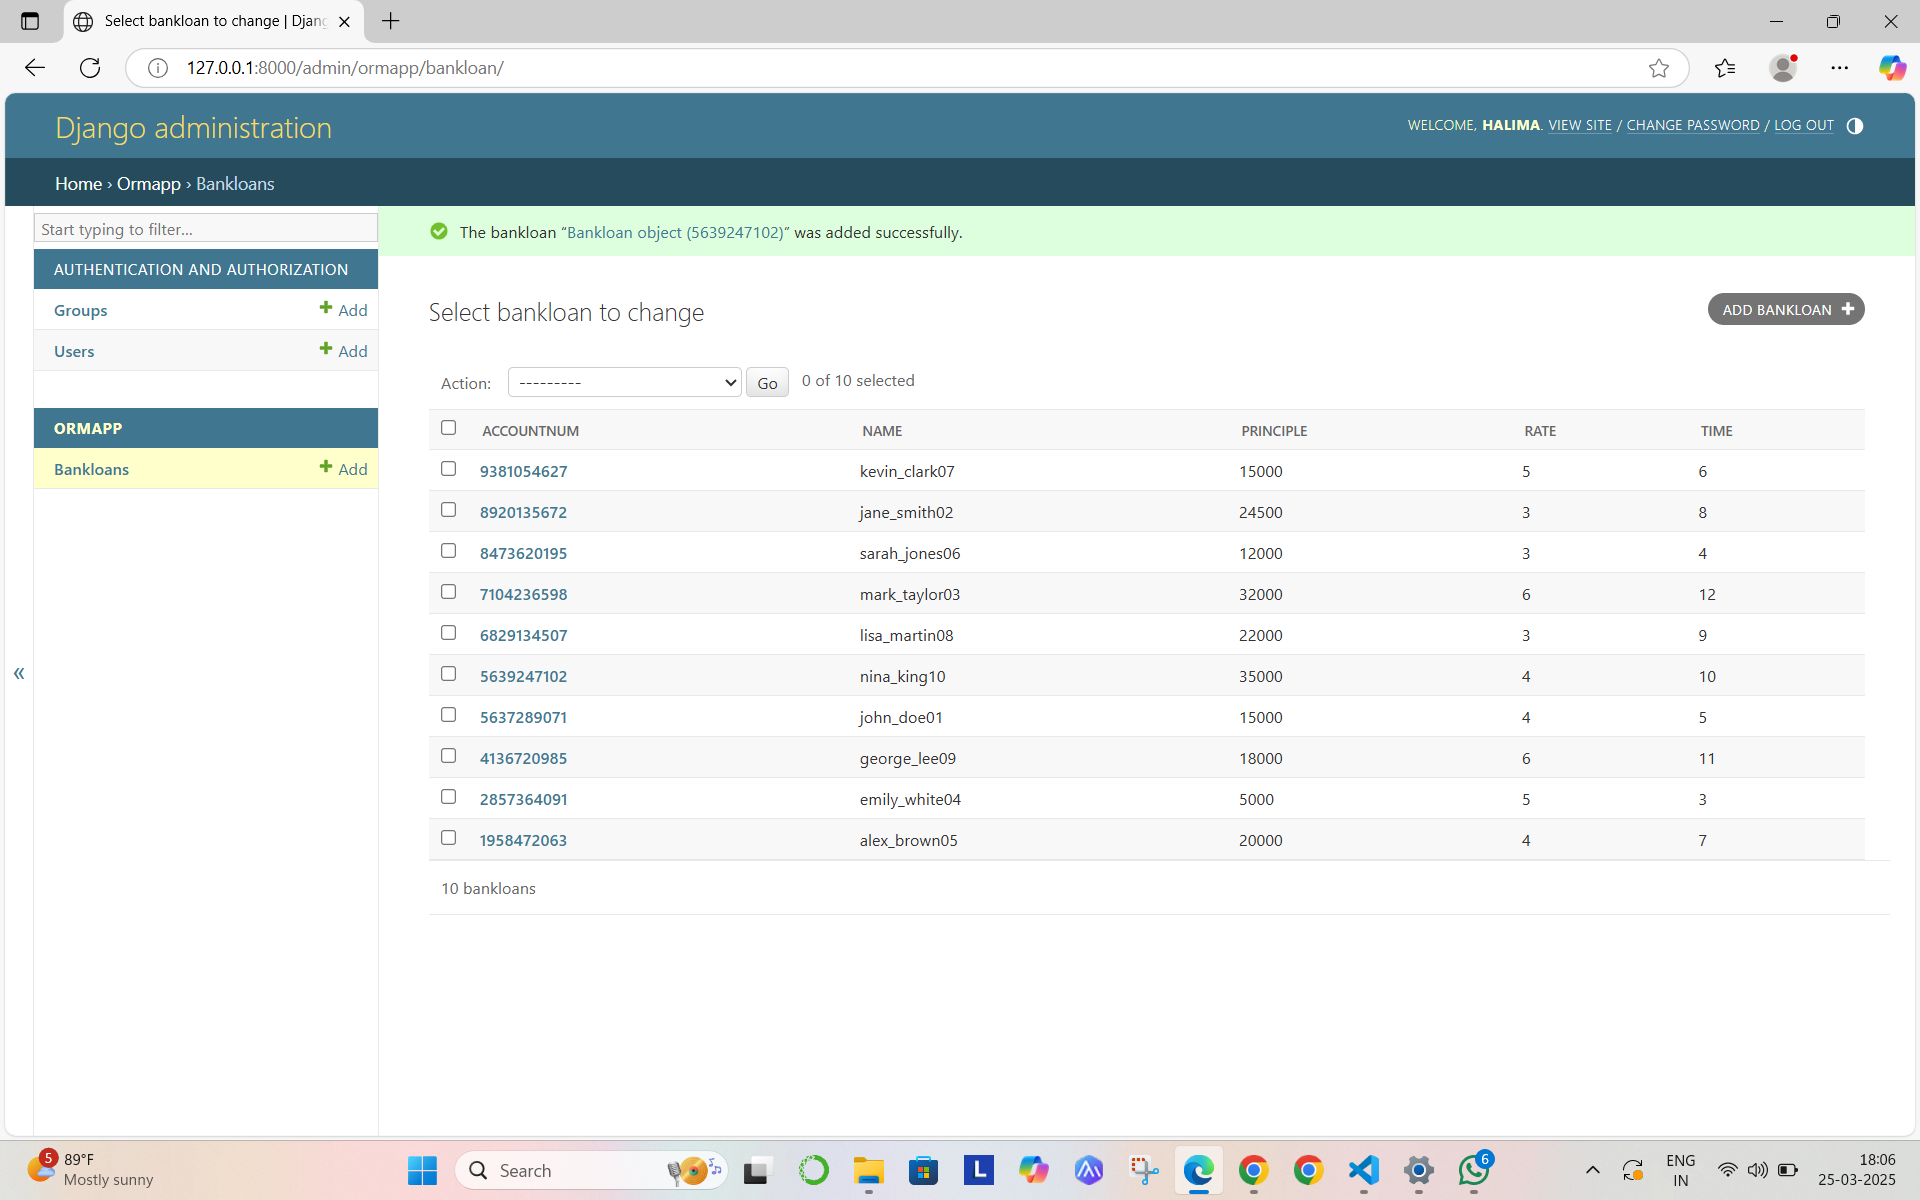 Select bankloan to change | Djang
127.0.0.1:8000/admin/ormapp/bankloan/
Django administration
WELCOME, HALIMA. VIEW SITE / CHANGE PASSWORD / LOG OUT
Home › Ormapp › Bankloans
Start typing to filter...
AUTHENTICATION AND AUTHORIZATION
Groups Add
Users Add
ORMAPP
Bankloans Add
«
The bankloan “Bankloan object (5639247102)” was added successfully.
Select bankloan to change
ADD BANKLOAN
Action: --------- Go 0 of 10 selected
ACCOUNTNUM NAME PRINCIPLE RATE TIME
9381054627 kevin_clark07 15000 5 6
8920135672 jane_smith02 24500 3 8
8473620195 sarah_jones06 12000 3 4
7104236598 mark_taylor03 32000 6 12
6829134507 lisa_martin08 22000 3 9
5639247102 nina_king10 35000 4 10
5637289071 john_doe01 15000 4 5
4136720985 george_lee09 18000 6 11
2857364091 emily_white04 5000 5 3
1958472063 alex_brown05 20000 4 7
10 bankloans
5
89°F
Mostly sunny
Search
L
6
ENG
IN
18:06
25-03-2025